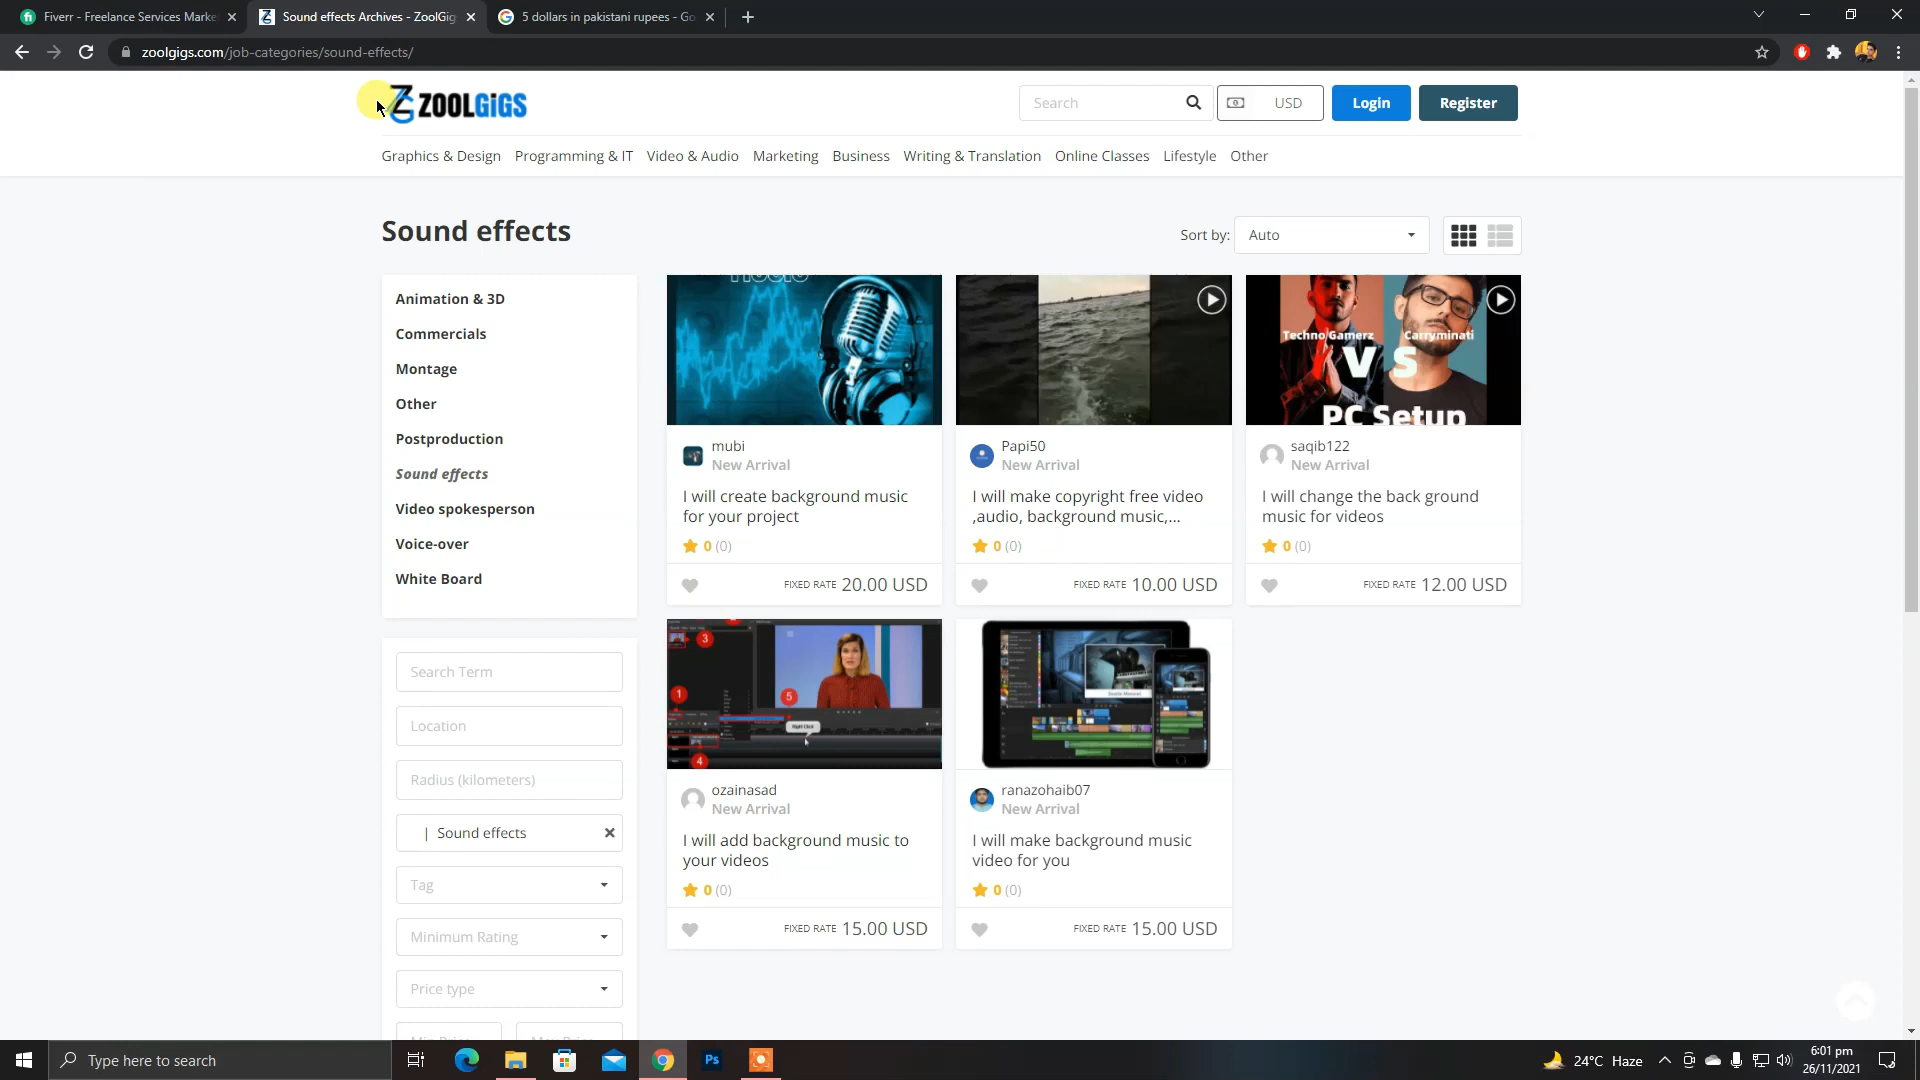 Fiverr - Freelance Services Marke
Sound effects Archives - ZoolGig
5 dollars in pakistani rupees - Go
zoolgigs.com/job-categories/sound-effects/
ZOOLGiGS
Search
USD
Login
Register
Graphics & Design
Programming & IT
Video & Audio
Marketing
Business
Writing & Translation
Online Classes
Lifestyle
Other
Sound effects
Sort by:
Auto
Animation & 3D
Commercials
Montage
Other
Postproduction
Sound effects
Video spokesperson
Voice-over
White Board
Search Term
Location
Radius (kilometers)
| Sound effects
Tag
Minimum Rating
Price type
mubi
New Arrival
I will create background music
for your project
0 (0)
FIXED RATE 20.00 USD
Papi50
New Arrival
I will make copyright free video
,audio, background music,...
0 (0)
FIXED RATE 10.00 USD
Techno Gamerz
Carryminati
VS
PC Setup
saqib122
New Arrival
I will change the back ground
music for videos
0 (0)
FIXED RATE 12.00 USD
3
1
5
4
ozainasad
New Arrival
I will add background music to
your videos
0 (0)
FIXED RATE 15.00 USD
ranazohaib07
New Arrival
I will make background music
video for you
0 (0)
FIXED RATE 15.00 USD
Type here to search
Ps
24°C Haze
6:01 pm
26/11/2021